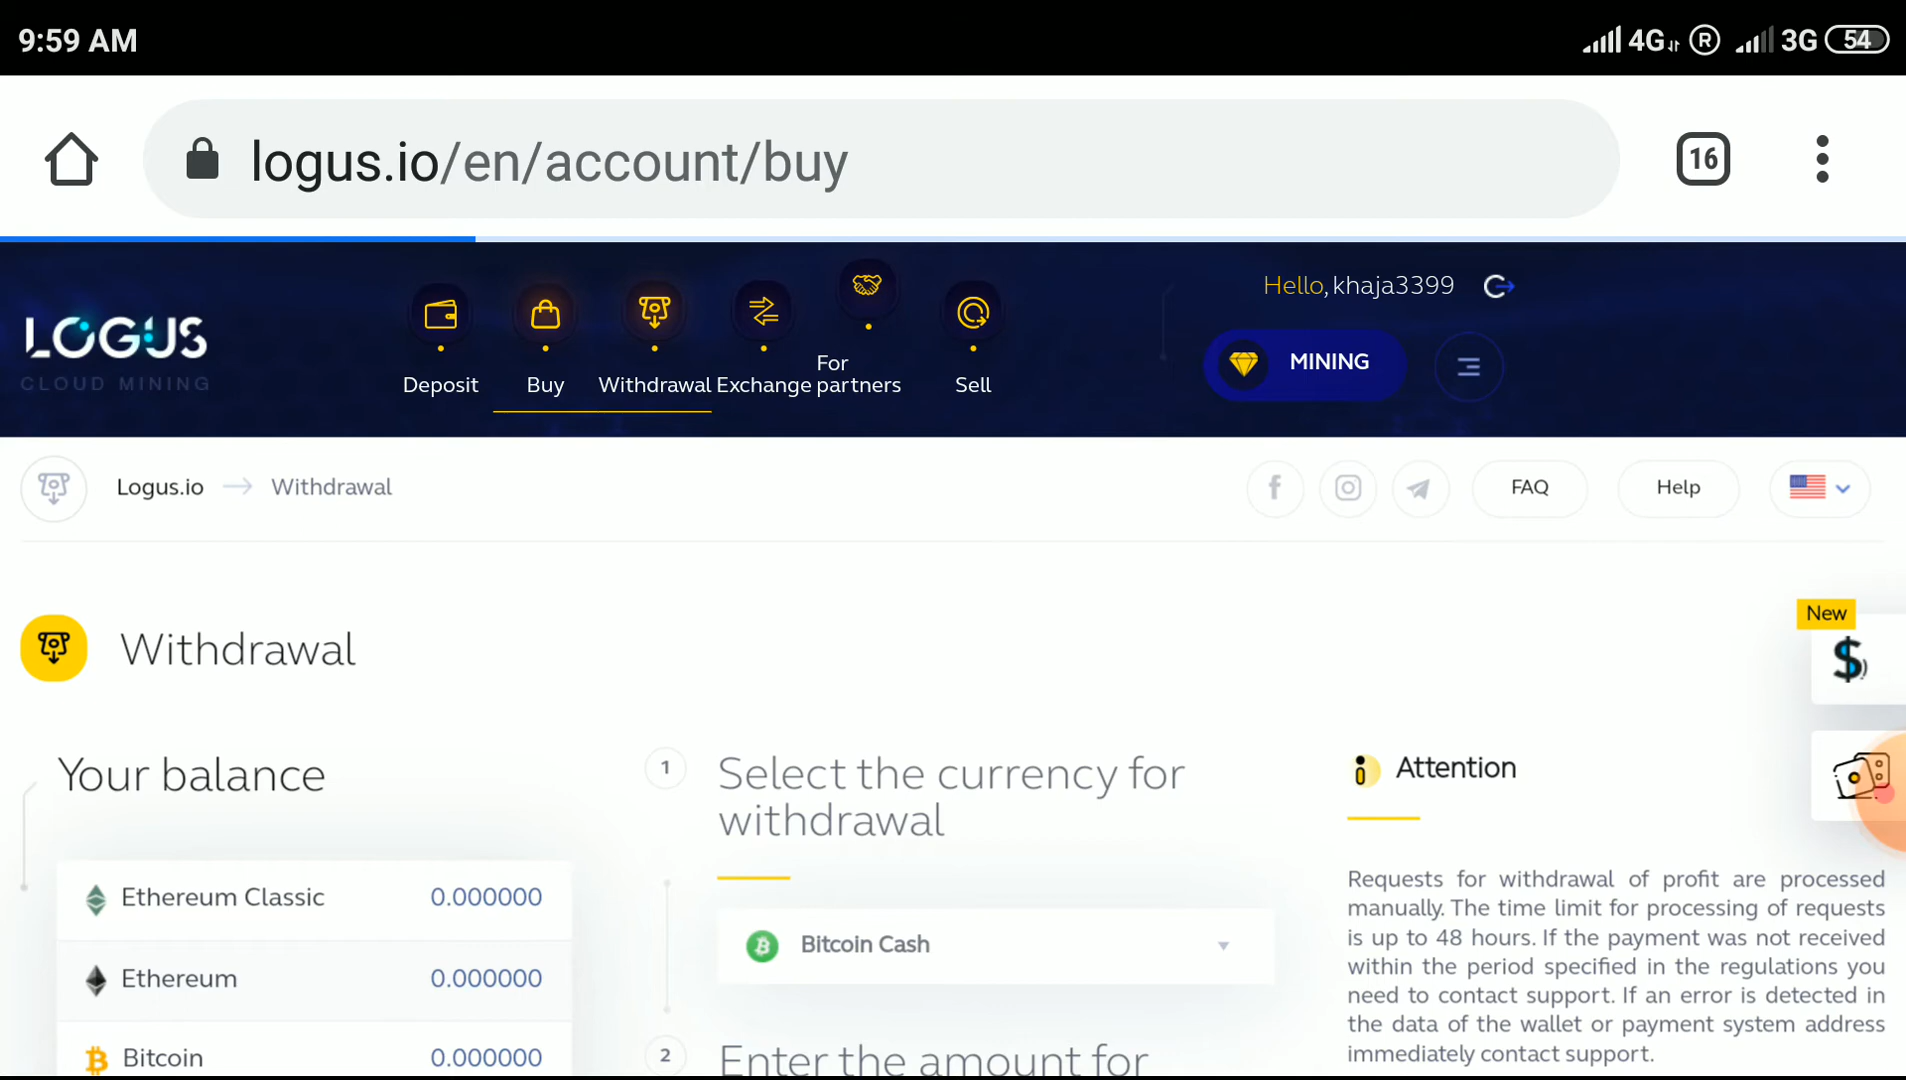 9:59 AM
4G R 3G 54
logus.io/en/account/buy
16
LOGUS
CLOUD MINING
Deposit
Buy
Withdrawal
Exchange
For
partners
Sell
Hello, khaja3399
MINING
Logus.io
Withdrawal
FAQ
Help
New
Withdrawal
Your balance
Ethereum Classic 0.000000
Ethereum 0.000000
Bitcoin 0.000000
1
Select the currency for
withdrawal
Bitcoin Cash
2
Enter the amount for
Attention
Requests for withdrawal of profit are processed
manually. The time limit for processing of requests
is up to 48 hours. If the payment was not received
within the period specified in the regulations you
need to contact support. If an error is detected in
the data of the wallet or payment system address
immediately contact support.